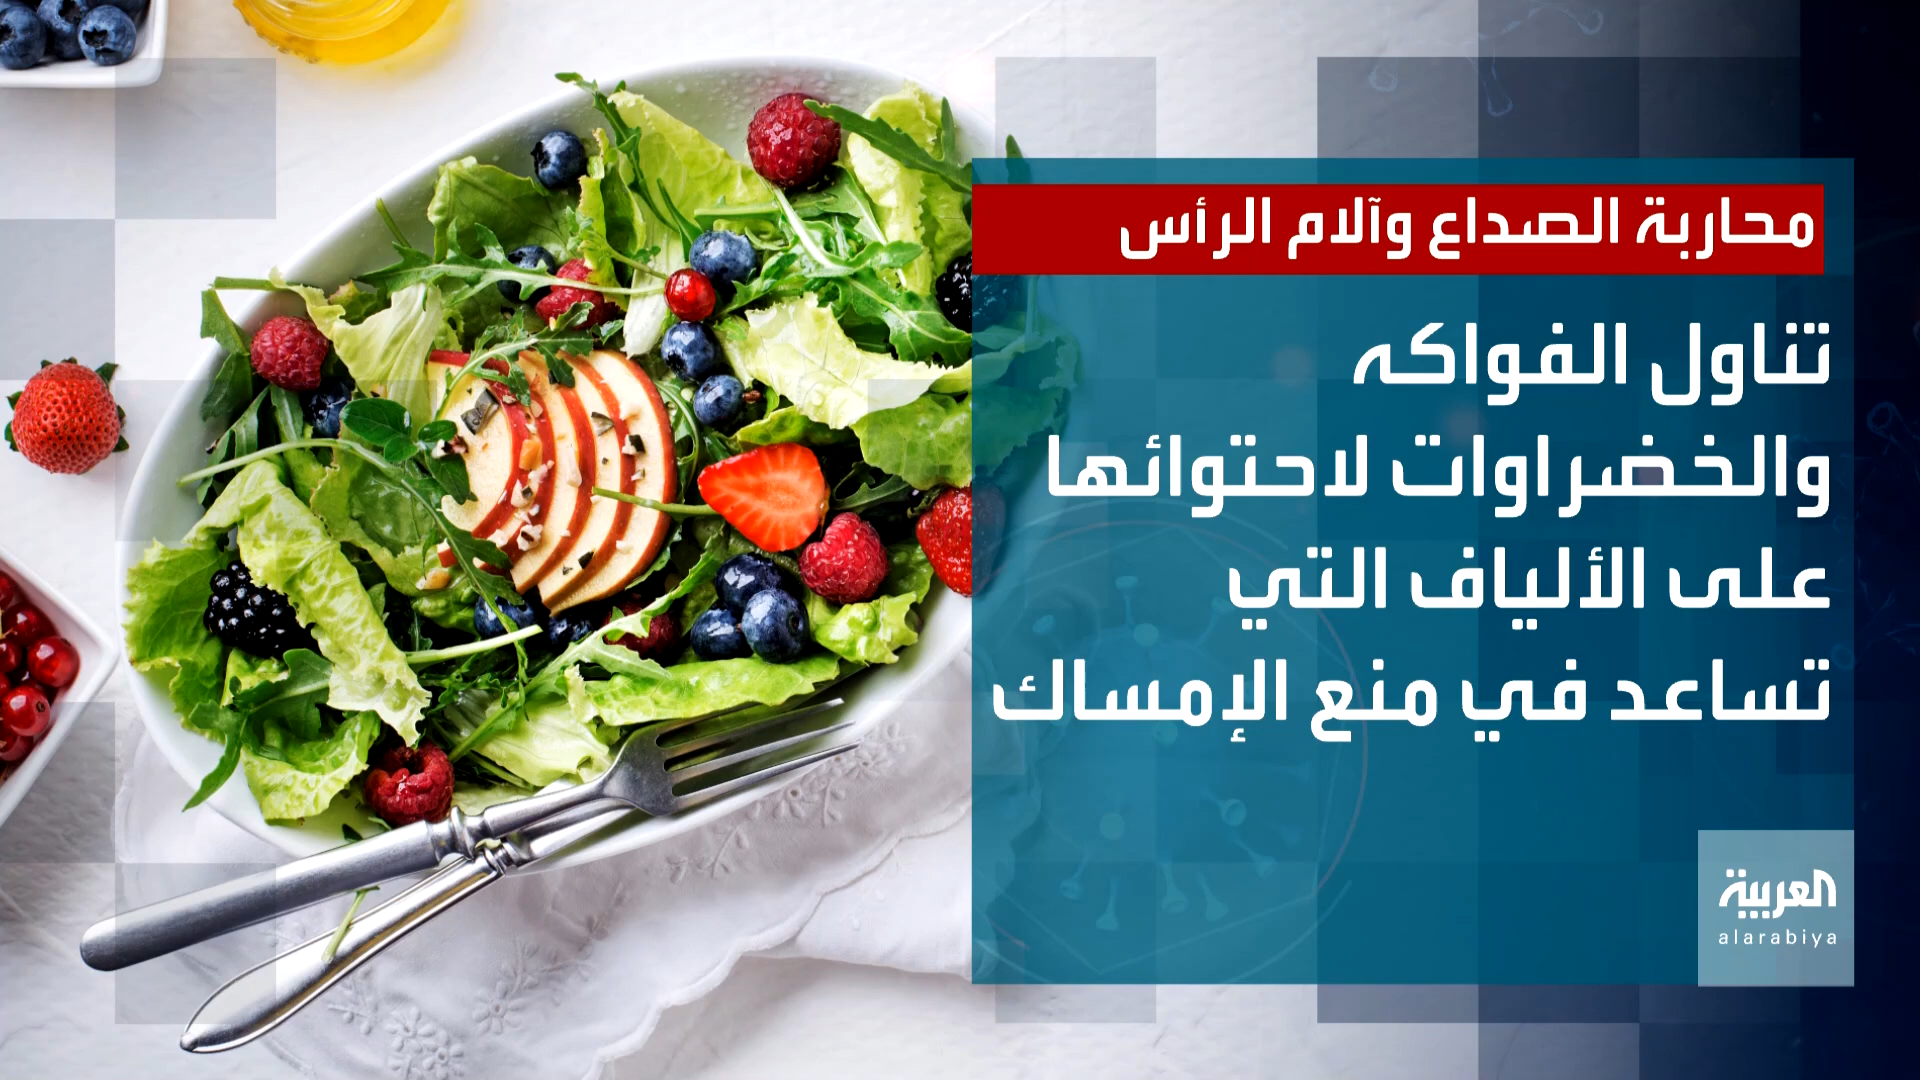 محاربة الصداع وآلام الرأس
تناول الفواكه
والخضراوات لاحتوائها
على الألياف التي
تساعد في منع الإمساك
العربية
alarabiya